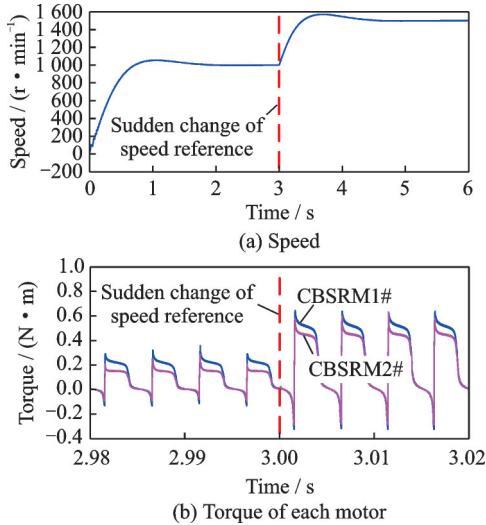 1 600
1 400
1 200
1 000
800
600
400
200
0
−200
Speed / (r • min⁻¹)
Sudden change of
speed reference
0 1 2 3 4 5 6
Time / s
(a) Speed
1.0
0.8
0.6
0.4
0.2
0.0
−0.2
−0.4
Torque / (N • m)
Sudden change of
speed reference
CBSRM1#
CBSRM2#
2.98 2.99 3.00 3.01 3.02
Time / s
(b) Torque of each motor